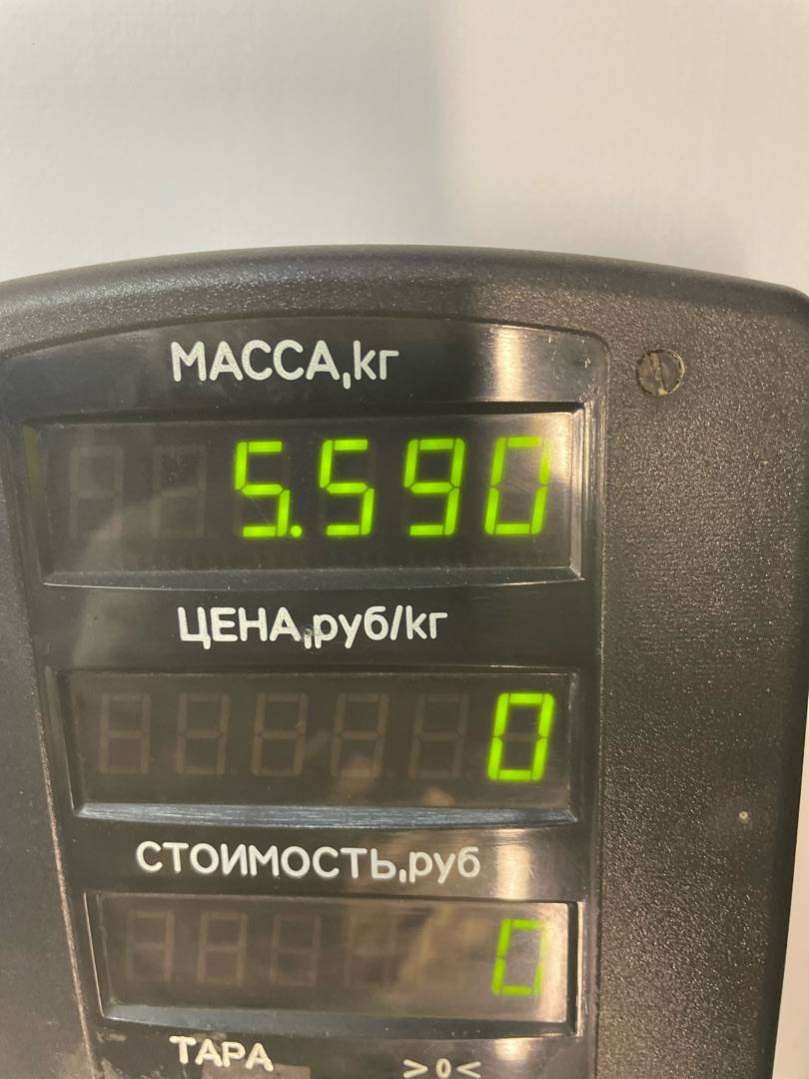 МАССА,кг
5.590
ЦЕНА,руб/кг
0
СТОИМОСТЬ,руб
0
ТАРА >0<